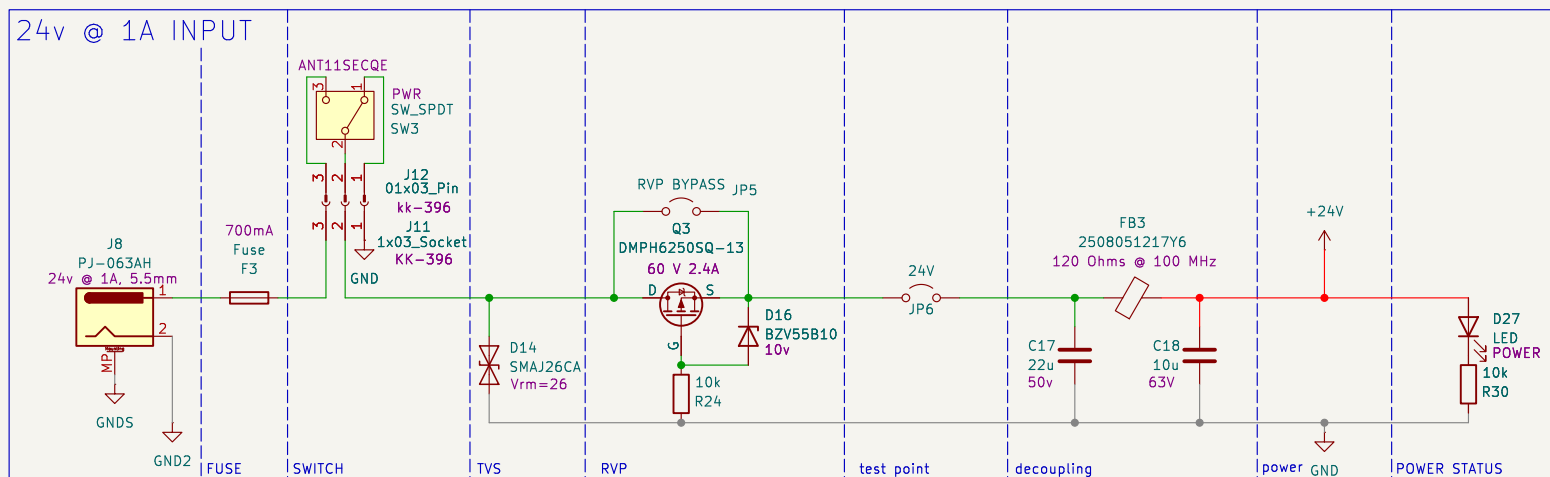 24v @ 1A INPUT
J8
PJ-063AH
24v @ 1A, 5.5mm
1
2
MP
GNDS
GND2
700mA
Fuse
F3
FUSE
ANT11SECQE
3
1
2
PWR
SW_SPDT
SW3
3
2
1
J12
01x03_Pin
kk-396
3
2
1
J11
1x03_Socket
KK-396
GND
SWITCH
D14
SMAJ26CA
Vrm=26
TVS
RVP BYPASS
JP5
Q3
DMPH6250SQ-13
60 V 2.4A
D
S
G
D16
BZV55B10
10v
10k
R24
RVP
24V
JP6
test point
C17
22u
50v
FB3
2508051217Y6
120 Ohms @ 100 MHz
C18
10u
63V
decoupling
+24V
GND
power
D27
LED
POWER
10k
R30
POWER STATUS